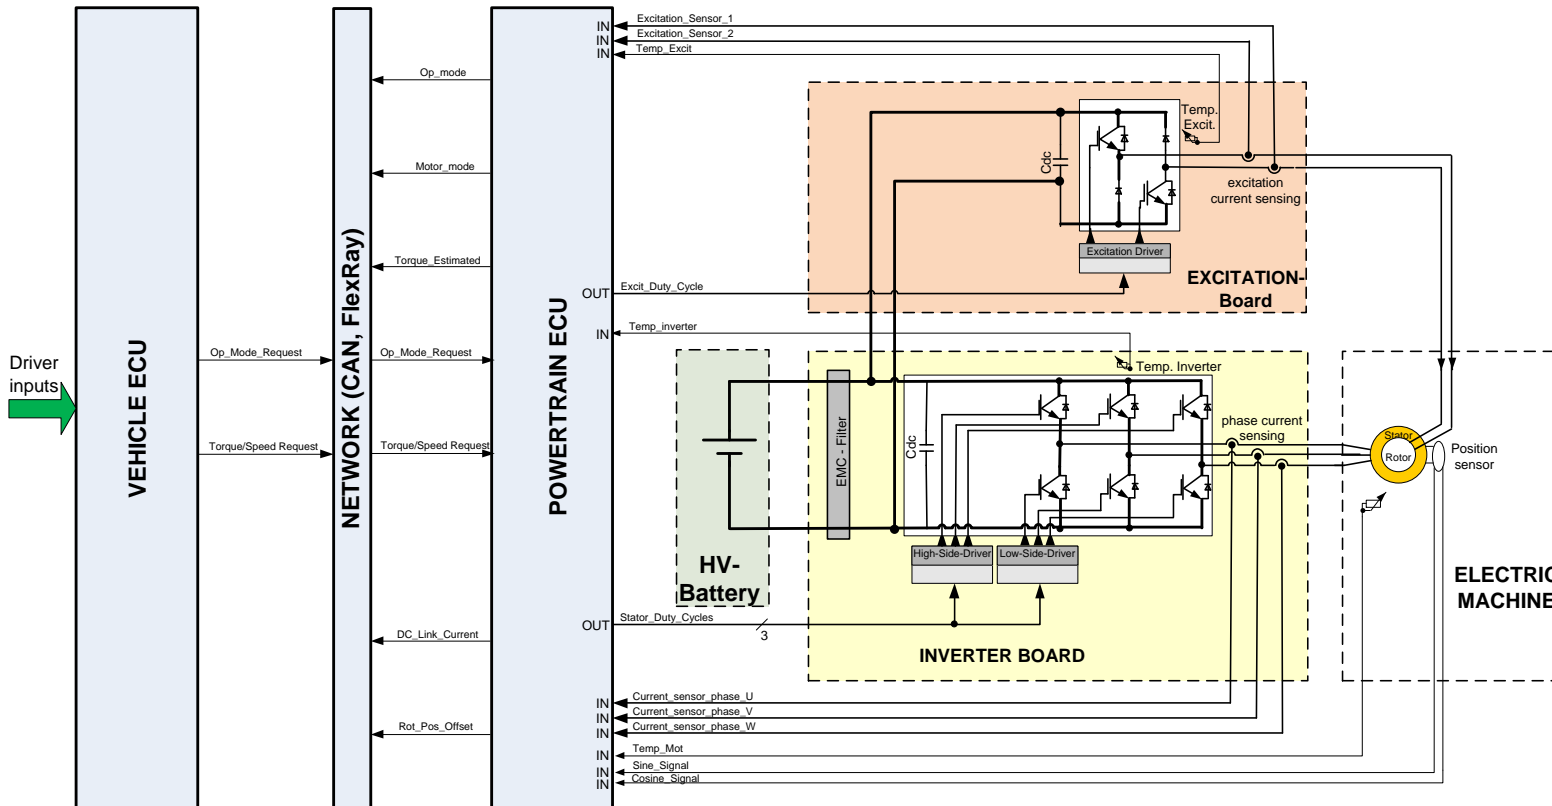 Driver
inputs
VEHICLE ECU
Op_Mode_Request
Torque/Speed Request
NETWORK (CAN, FlexRay)
Op_mode
Motor_mode
Torque_Estimated
Op_Mode_Request
Torque/Speed Request
DC_Link_Current
Rot_Pos_Offset
POWERTRAIN ECU
IN
Excitation_Sensor_1
IN
Excitation_Sensor_2
IN
Temp_Excit
OUT
Excit_Duty_Cycle
IN
Temp_inverter
OUT
Stator_Duty_Cycles
3
IN
Current_sensor_phase_U
IN
Current_sensor_phase_V
IN
Current_sensor_phase_W
IN
Temp_Mot
IN
Sine_Signal
IN
Cosine_Signal
Cdc
Temp.
Excit.
excitation
current sensing
Excitation Driver
EXCITATION-
Board
HV-
Battery
EMC - Filter
Cdc
Temp. Inverter
phase current
sensing
High-Side-Driver
Low-Side-Driver
INVERTER BOARD
Stator
Rotor
Position
sensor
ELECTRIC
MACHINE